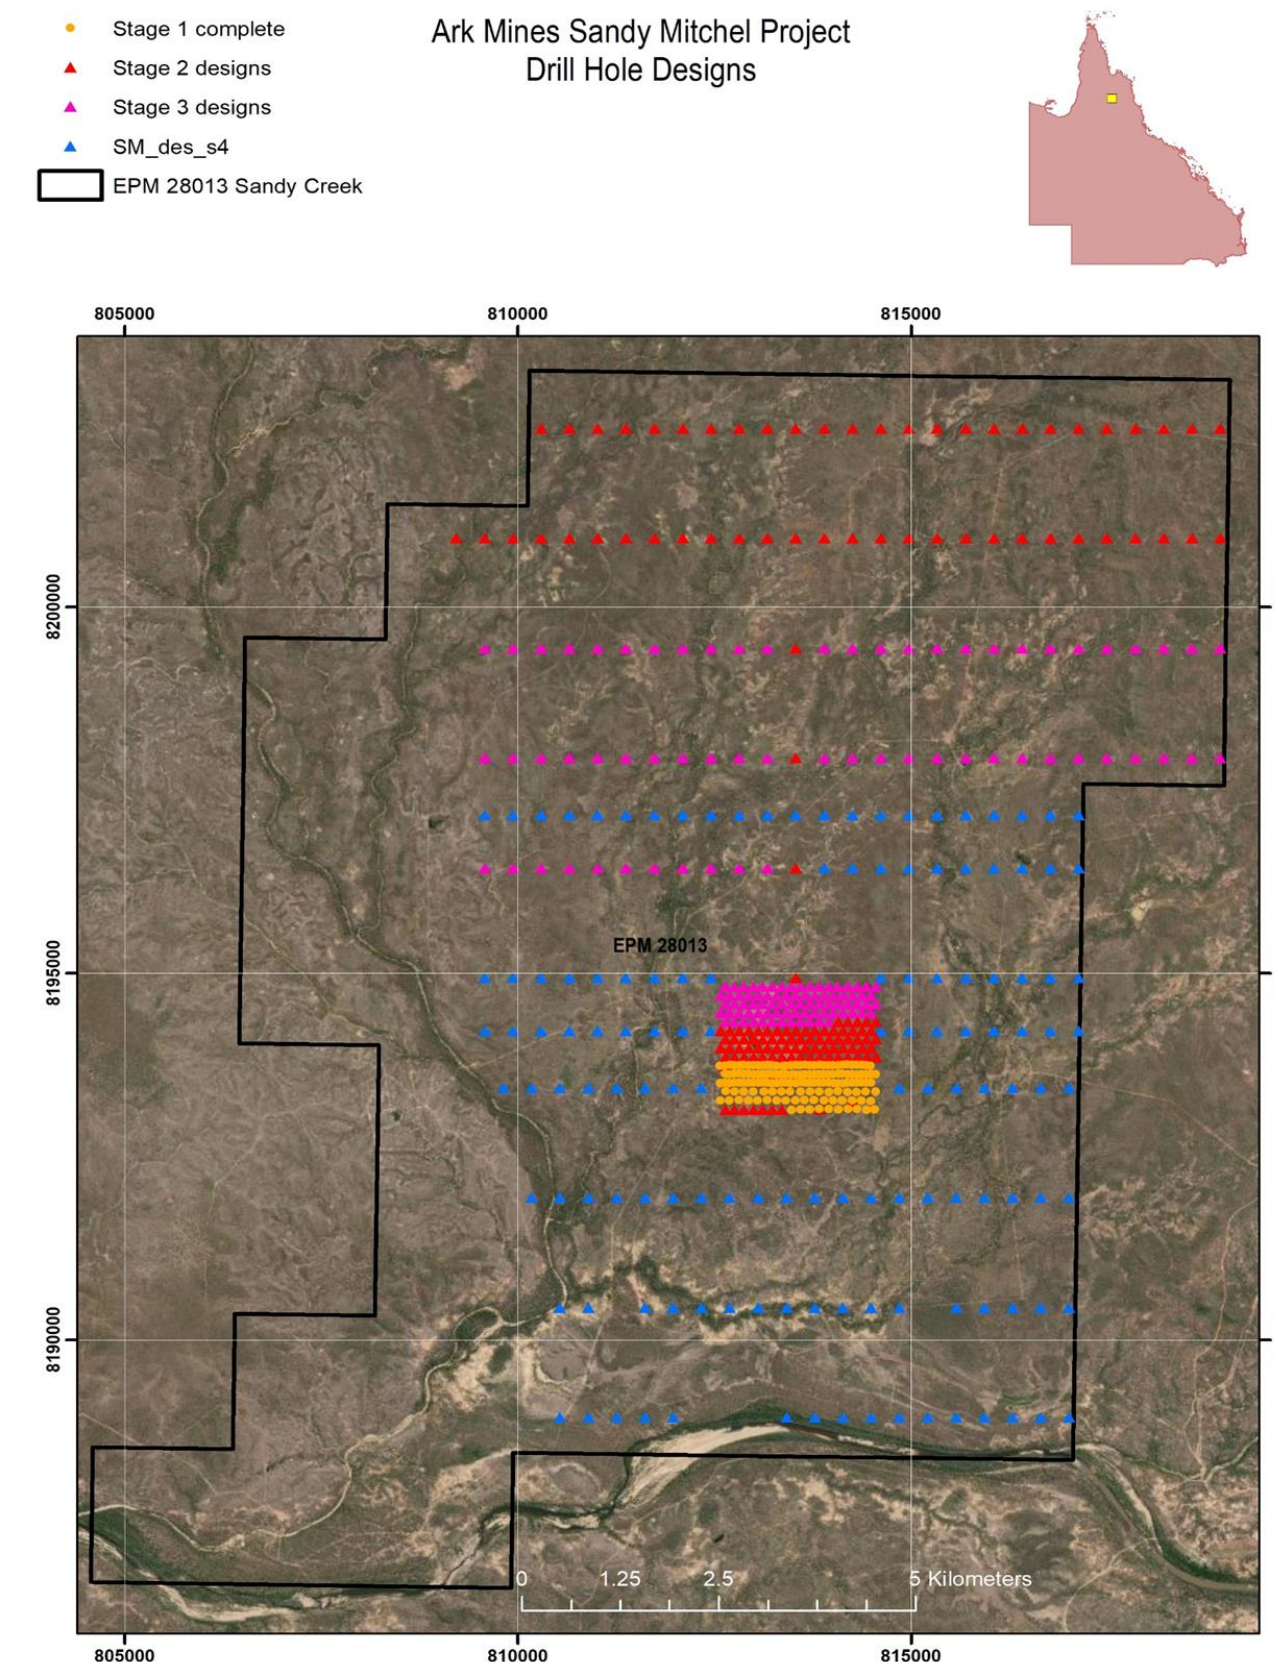 Stage 1 complete
Stage 2 designs
Stage 3 designs
SM_des_s4
EPM 28013 Sandy Creek
Ark Mines Sandy Mitchel Project
Drill Hole Designs
805000
810000
815000
8200000
8195000
8190000
EPM 28013
0
1.25
2.5
5 Kilometers
805000
810000
815000